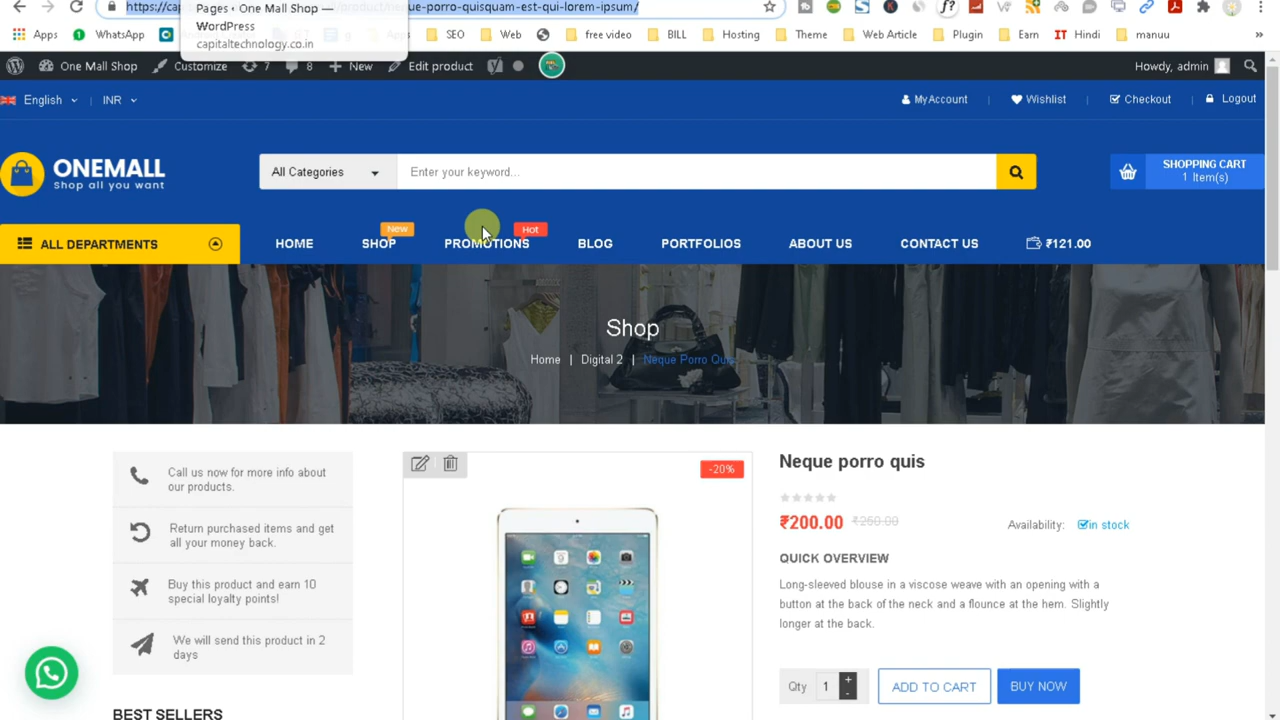 https://cap
/product/neque-porro-quisquam-est-qui-lorem-ipsum/
Pages ‹ One Mall Shop —
WordPress
capitaltechnology.co.in
Apps
WhatsApp
SEO
Web
free video
BILL
Hosting
Theme
Web Article
Plugin
Earn
IT Hindi
manuu
»
One Mall Shop
Customize
7
8
New
Edit product
Howdy, admin
English
INR
MyAccount
Wishlist
Checkout
Logout
ONEMALL
Shop all you want
All Categories
Enter your keyword...
SHOPPING CART
1 Item(s)
ALL DEPARTMENTS
HOME
SHOP
New
PROMOTIONS
Hot
BLOG
PORTFOLIOS
ABOUT US
CONTACT US
₹121.00
Shop
Home | Digital 2 | Neque Porro Quis
Call us now for more info about
our products.
Return purchased items and get
all your money back.
Buy this product and earn 10
special loyalty points!
We will send this product in 2
days
BEST SELLERS
-20%
Neque porro quis
₹200.00 ₹250.00
Availability: in stock
QUICK OVERVIEW
Long-sleeved blouse in a viscose weave with an opening with a
button at the back of the neck and a flounce at the hem. Slightly
longer at the back.
Qty 1 + -
ADD TO CART
BUY NOW